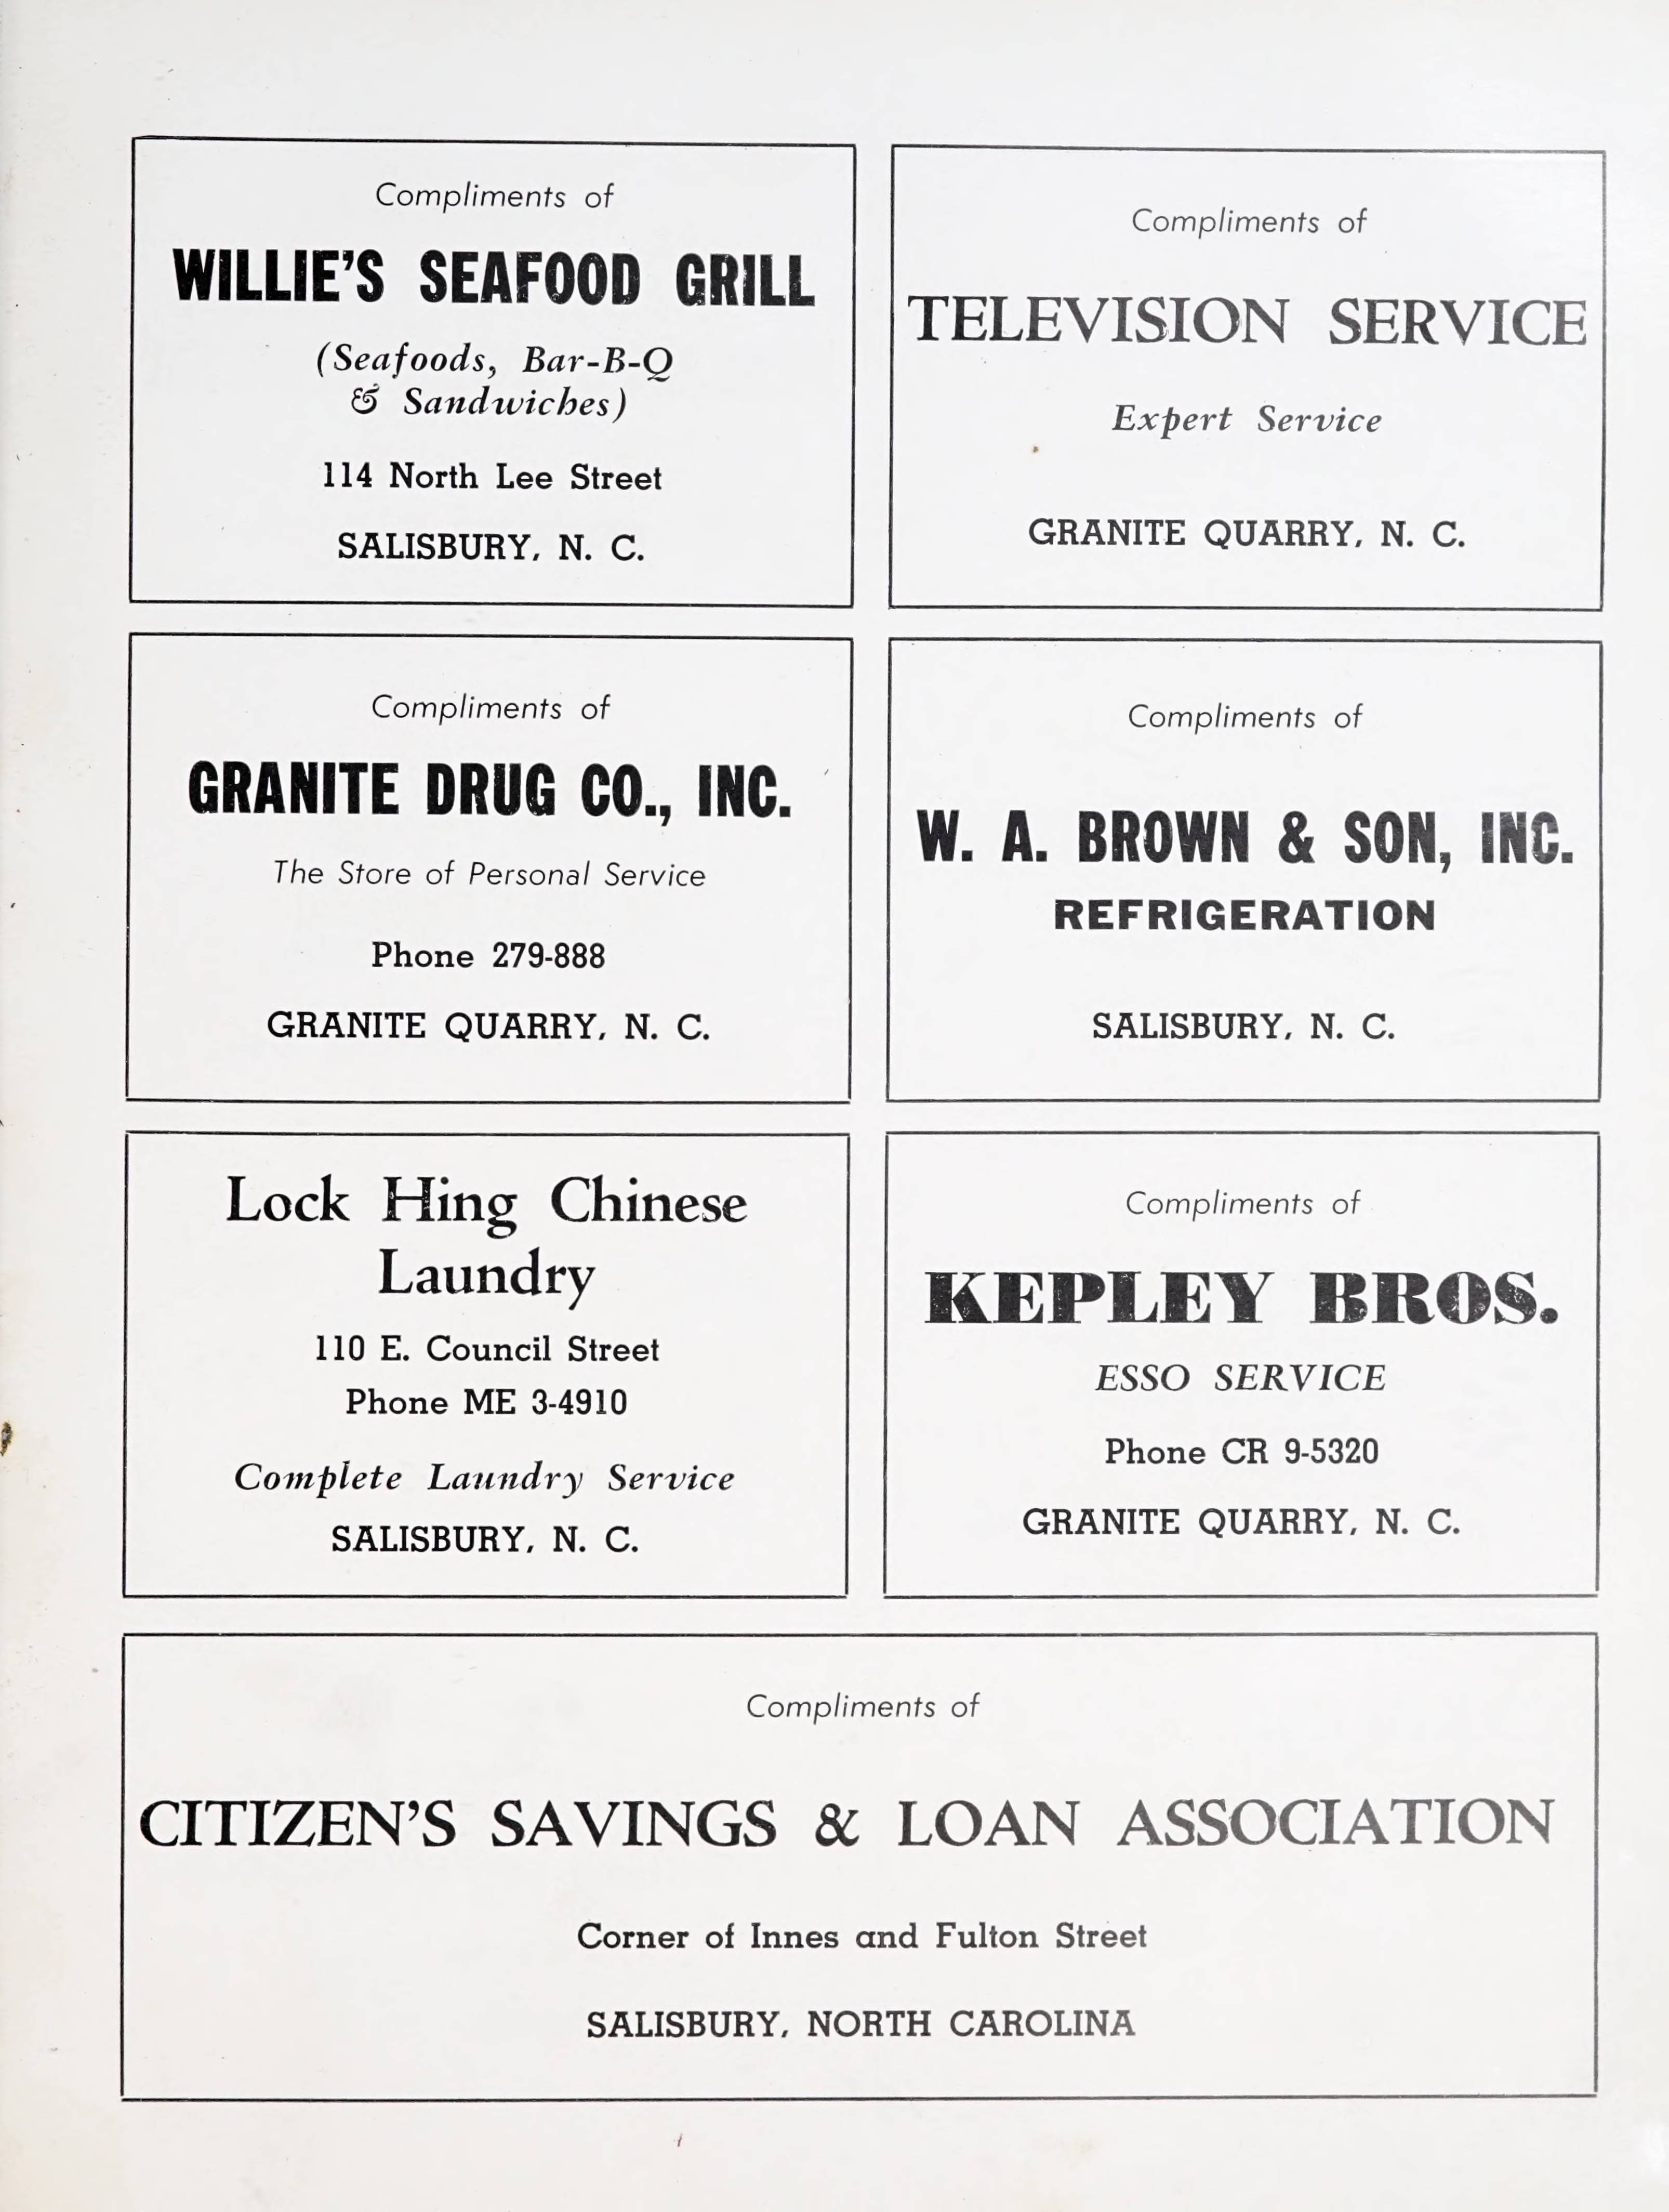 Compliments of
WILLIE'S SEAFOOD GRILL
(Seafoods, Bar-B-Q
& Sandwiches)
114 North Lee Street
SALISBURY, N. C.
Compliments of
TELEVISION SERVICE
Expert Service
GRANITE QUARRY, N. C.
Compliments of
GRANITE DRUG CO., INC.
The Store of Personal Service
Phone 279-888
GRANITE QUARRY, N. C.
Compliments of
W. A. BROWN & SON, INC.
REFRIGERATION
SALISBURY, N. C.
Lock Hing Chinese
Laundry
110 E. Council Street
Phone ME 3-4910
Complete Laundry Service
SALISBURY, N. C.
Compliments of
KEPLEY BROS.
ESSO SERVICE
Phone CR 9-5320
GRANITE QUARRY, N. C.
Compliments of
CITIZEN'S SAVINGS & LOAN ASSOCIATION
Corner of Innes and Fulton Street
SALISBURY, NORTH CAROLINA